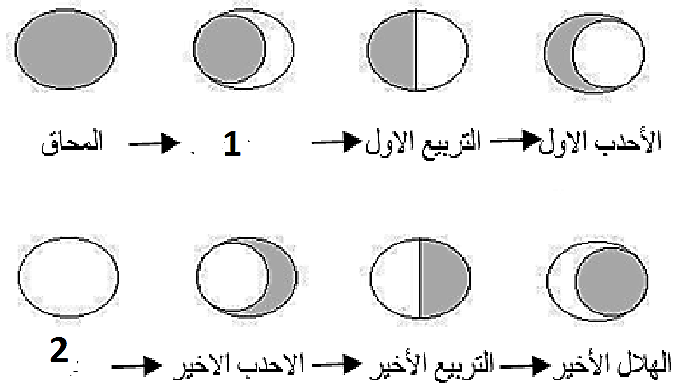 المحاق 1 التربيع الاول الأحدب الاول
2 الاحدب الاخير التربيع الأخير الهلال الأخير